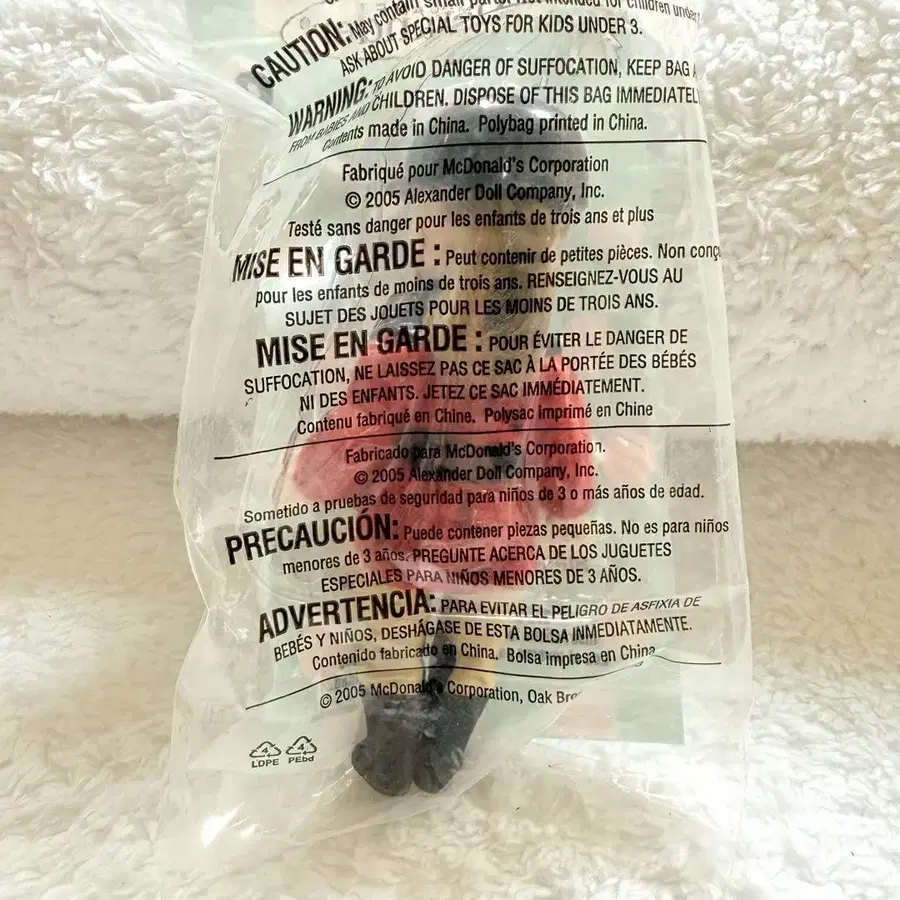 CAUTION: May contain small parts. Not intended for children under
ASK ABOUT SPECIAL TOYS FOR KIDS UNDER 3.
WARNING: TO AVOID DANGER OF SUFFOCATION, KEEP BAG
FROM BABIES AND CHILDREN. DISPOSE OF THIS BAG IMMEDIATEL
Contents made in China. Polybag printed in China.
Fabriqué pour McDonald's Corporation
© 2005 Alexander Doll Company, Inc.
Testé sans danger pour les enfants de trois ans et plus
MISE EN GARDE : Peut contenir de petites pièces. Non conçu
pour les enfants de moins de trois ans. RENSEIGNEZ-VOUS AU
SUJET DES JOUETS POUR LES MOINS DE TROIS ANS.
MISE EN GARDE : POUR ÉVITER LE DANGER DE
SUFFOCATION, NE LAISSEZ PAS CE SAC À LA PORTÉE DES BÉBÉS
NI DES ENFANTS. JETEZ CE SAC IMMÉDIATEMENT.
Contenu fabriqué en Chine. Polysac imprimé en Chine
Fabricado para McDonald's Corporation.
© 2005 Alexander Doll Company, Inc.
Sometido a pruebas de seguridad para niños de 3 o más años de edad.
PRECAUCIÓN: Puede contener piezas pequeñas. No es para niños
menores de 3 años. PREGUNTE ACERCA DE LOS JUGUETES
ESPECIALES PARA NIÑOS MENORES DE 3 AÑOS.
ADVERTENCIA: PARA EVITAR EL PELIGRO DE ASFIXIA DE
BEBÉS Y NIÑOS, DESHÁGASE DE ESTA BOLSA INMEDIATAMENTE.
Contenido fabricado en China. Bolsa impresa en China
© 2005 McDonald's Corporation, Oak Br
4 4
LDPE PEbd